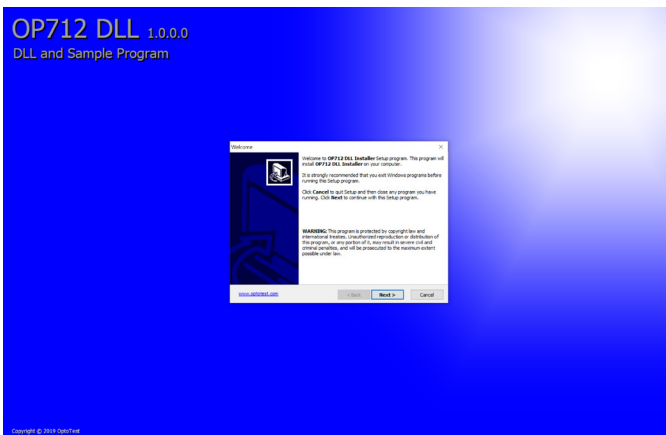 OP712 DLL 1.0.0.0
DLL and Sample Program
Welcome
Welcome to OP712 DLL Installer Setup program. This program will
install OP712 DLL Installer on your computer.
It is strongly recommended that you exit Windows programs before
running this Setup program.
Click Cancel to quit Setup and then close any program you have
running. Click Next to continue with this Setup program.
WARNING: This program is protected by copyright law and
international treaties. Unauthorized reproduction or distribution of
this program, or any portion of it, may result in severe civil and
criminal penalties, and will be prosecuted to the maximum extent
possible under law.
www.optotest.com
< Back Next > Cancel
Copyright © 2019 OptoTest